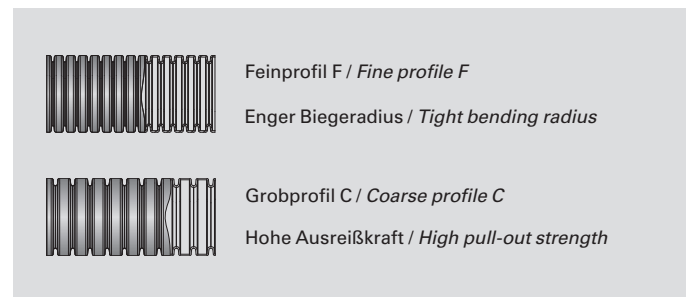 Feinprofil F / Fine profile F
Enger Biegeradius / Tight bending radius
Grobprofil C / Coarse profile C
Hohe Ausreißkraft / High pull-out strength